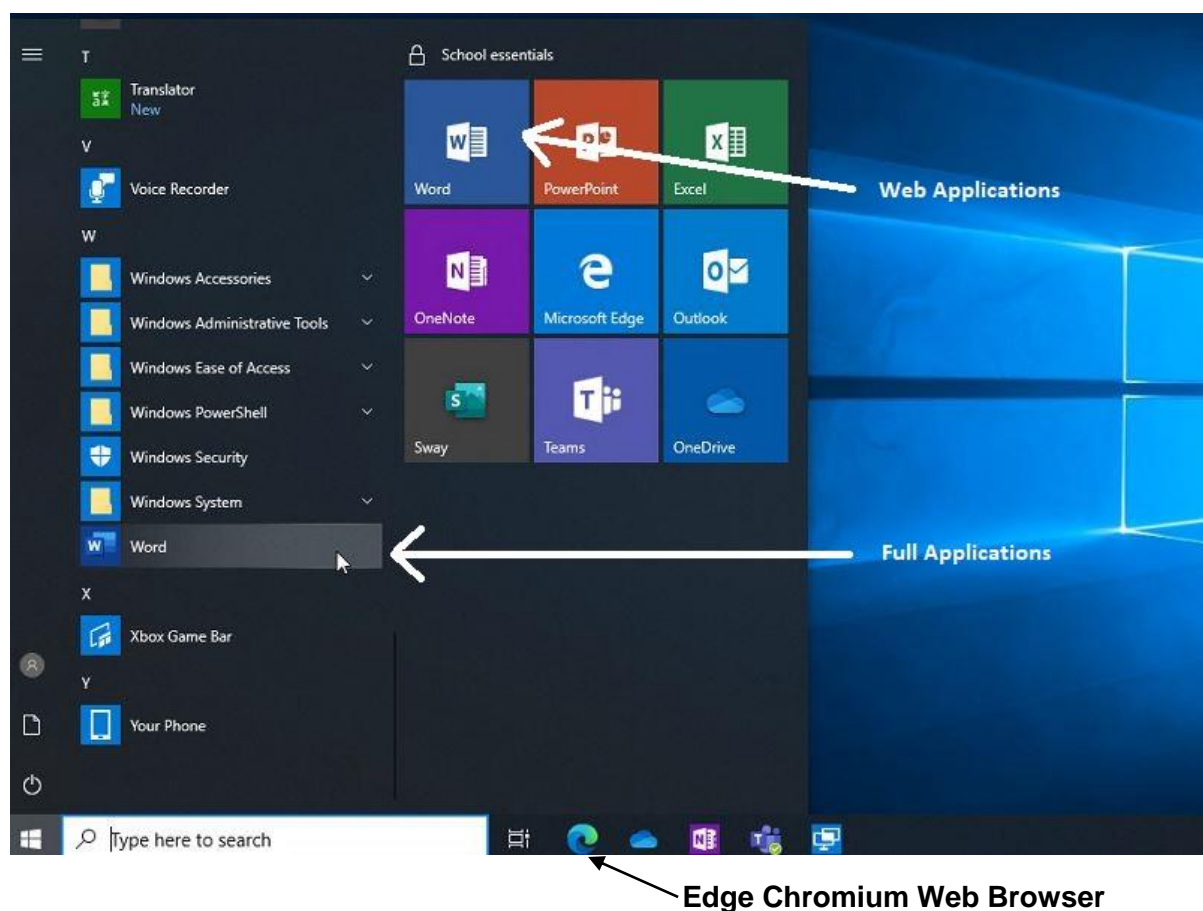 T
School essentials
Translator
New
V
Voice Recorder
Word
PowerPoint
Excel
Web Applications
W
Windows Accessories
Windows Administrative Tools
OneNote
Microsoft Edge
Outlook
Windows Ease of Access
Windows PowerShell
Windows Security
Sway
Teams
OneDrive
Windows System
Word
Full Applications
X
Xbox Game Bar
Y
Your Phone
Type here to search
Edge Chromium Web Browser